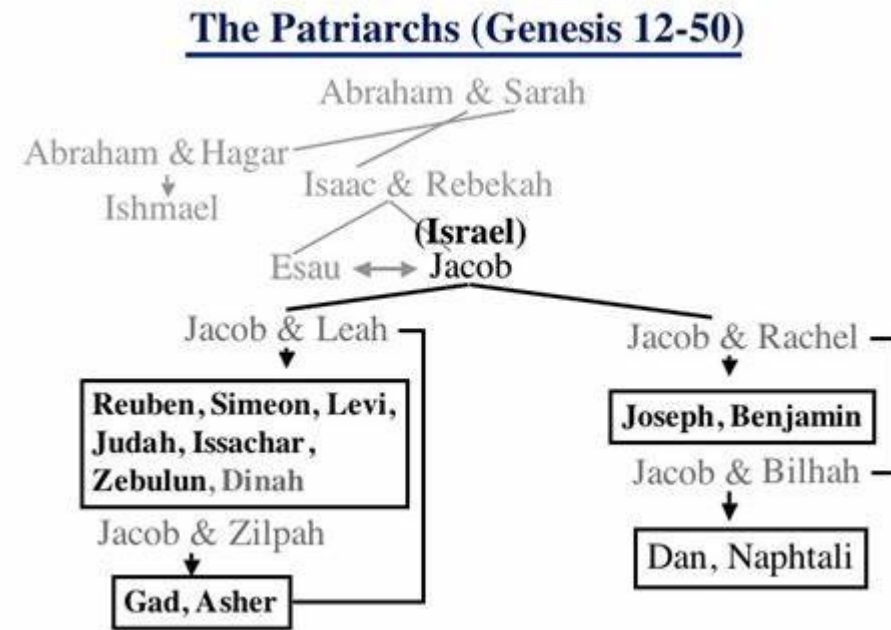 The Patriarchs (Genesis 12-50)
Abraham & Sarah
Abraham & Hagar
Ishmael
Isaac & Rebekah
(Israel)
Esau
Jacob
Jacob & Leah
Reuben, Simeon, Levi,
Judah, Issachar,
Zebulun, Dinah
Jacob & Zilpah
Gad, Asher
Jacob & Rachel
Joseph, Benjamin
Jacob & Bilhah
Dan, Naphtali